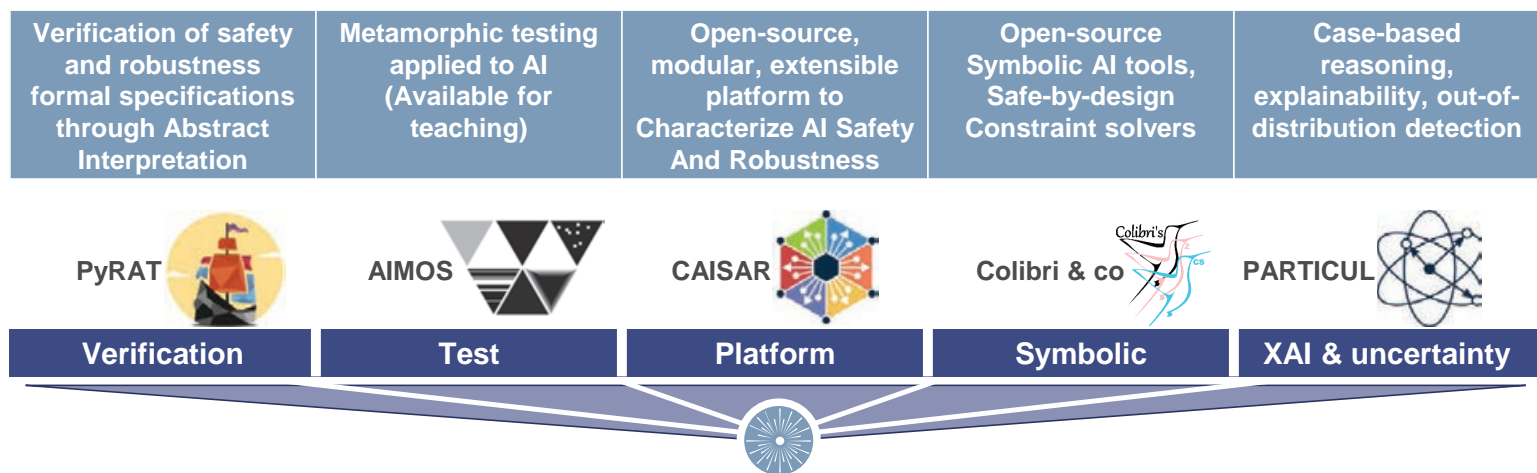 Verification of safety
and robustness
formal specifications
through Abstract
Interpretation
Metamorphic testing
applied to AI
(Available for
teaching)
Open-source,
modular, extensible
platform to
Characterize AI Safety
And Robustness
Open-source
Symbolic AI tools,
Safe-by-design
Constraint solvers
Case-based
reasoning,
explainability, out-of-
distribution detection
PyRAT
AIMOS
CAISAR
Colibri & co
Colibri's
2
CS
PARTICUL
Verification
Test
Platform
Symbolic
XAI & uncertainty